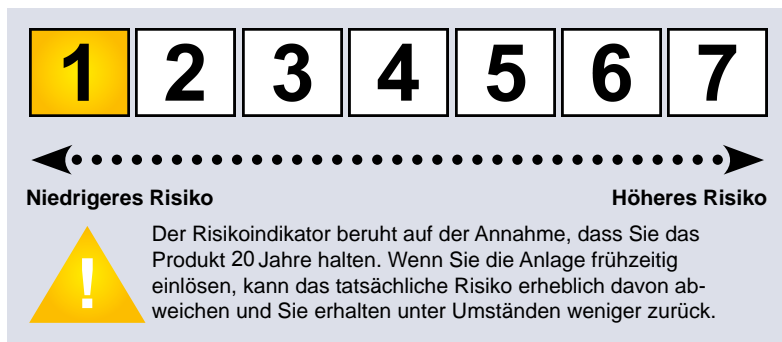 1 2 3 4 5 6 7
Niedrigeres Risiko Höheres Risiko
!
Der Risikoindikator beruht auf der Annahme, dass Sie das
Produkt 20 Jahre halten. Wenn Sie die Anlage frühzeitig
einlösen, kann das tatsächliche Risiko erheblich davon ab-
weichen und Sie erhalten unter Umständen weniger zurück.